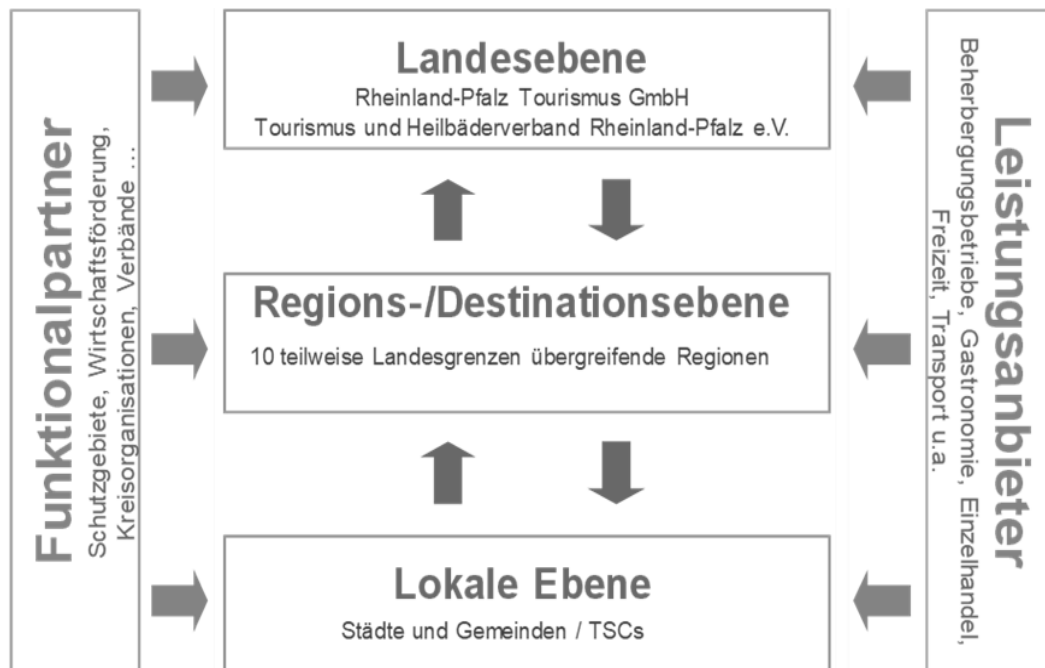 Funktionalpartner
Schutzgebiete, Wirtschaftsförderung,
Kreisorganisationen, Verbände ...
Landesebene
Rheinland-Pfalz Tourismus GmbH
Tourismus und Heilbäderverband Rheinland-Pfalz e.V.
Regions-/Destinationsebene
10 teilweise Landesgrenzen übergreifende Regionen
Lokale Ebene
Städte und Gemeinden / TSCs
Leistungsanbieter
Beherbergungsbetriebe, Gastronomie, Einzelhandel,
Freizeit, Transport u.a.